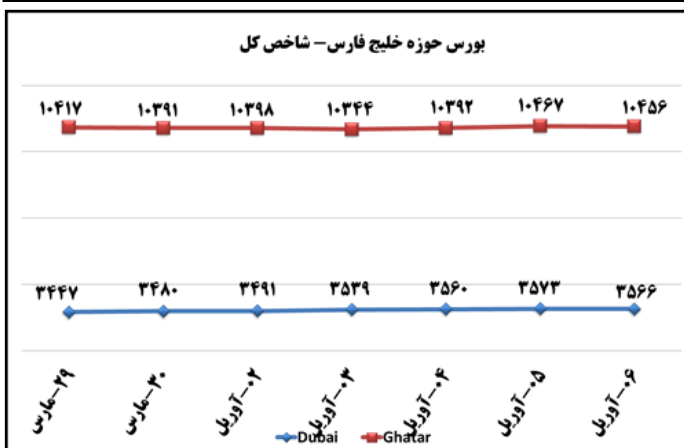 بورس حوزه خلیج فارس– شاخص کل
۱۰۴۱۷ ۱۰۳۹۱ ۱۰۳۹۸ ۱۰۳۴۴ ۱۰۳۹۲ ۱۰۴۶۷ ۱۰۴۵۶
۳۴۴۷ ۳۴۸۰ ۳۴۹۱ ۳۵۳۹ ۳۵۶۰ ۳۵۷۳ ۳۵۶۶
۲۹-مارس ۳۰-مارس ۰۲-آوریل ۰۳-آوریل ۰۴-آوریل ۰۵-آوریل ۰۶-آوریل
Dubai Ghatar